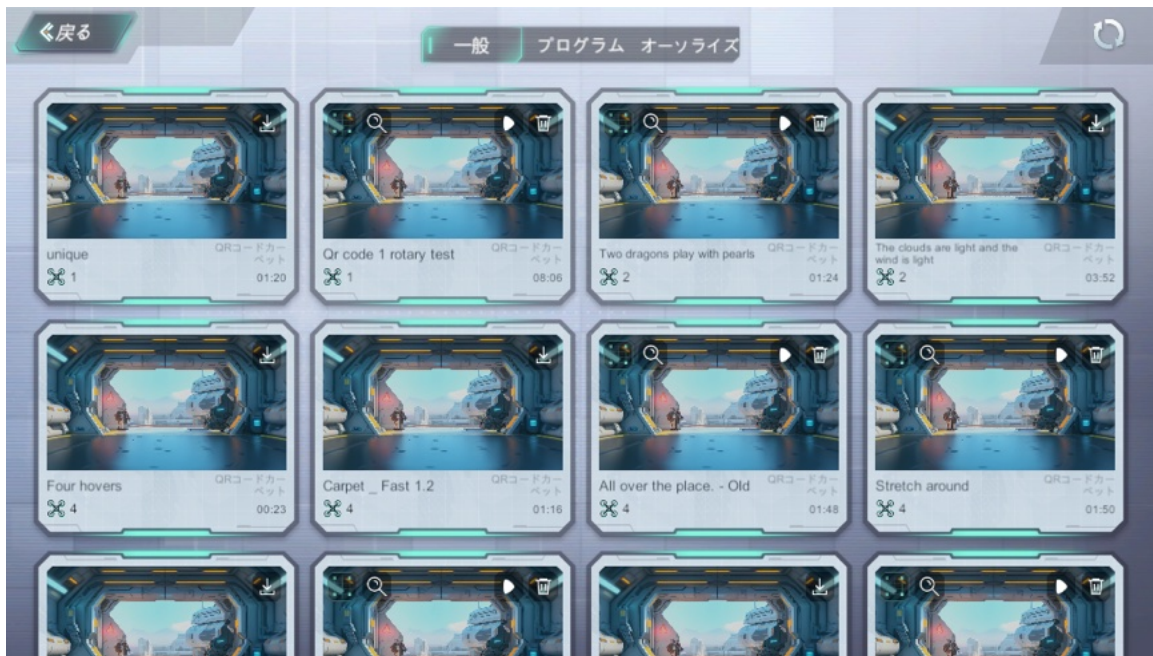 戻る
一般 プログラム オーソライズ
unique
QRコードカー
ペット
1
01:20
Qr code 1 rotary test
QRコードカー
ペット
1
08:06
Two dragons play with pearls
QRコードカー
ペット
2
01:24
The clouds are light and the
wind is light
QRコードカー
ペット
2
03:52
Four hovers
QRコードカー
ペット
4
00:23
Carpet _ Fast 1.2
QRコードカー
ペット
4
01:16
All over the place. - Old
QRコードカー
ペット
4
01:48
Stretch around
QRコードカー
ペット
4
01:50